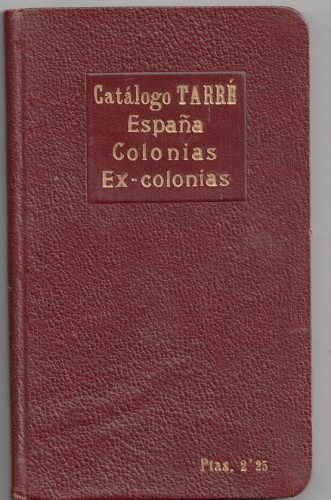 Catálogo TARRÉ
España
Colonias
Ex-colonias
Ptas. 2'25